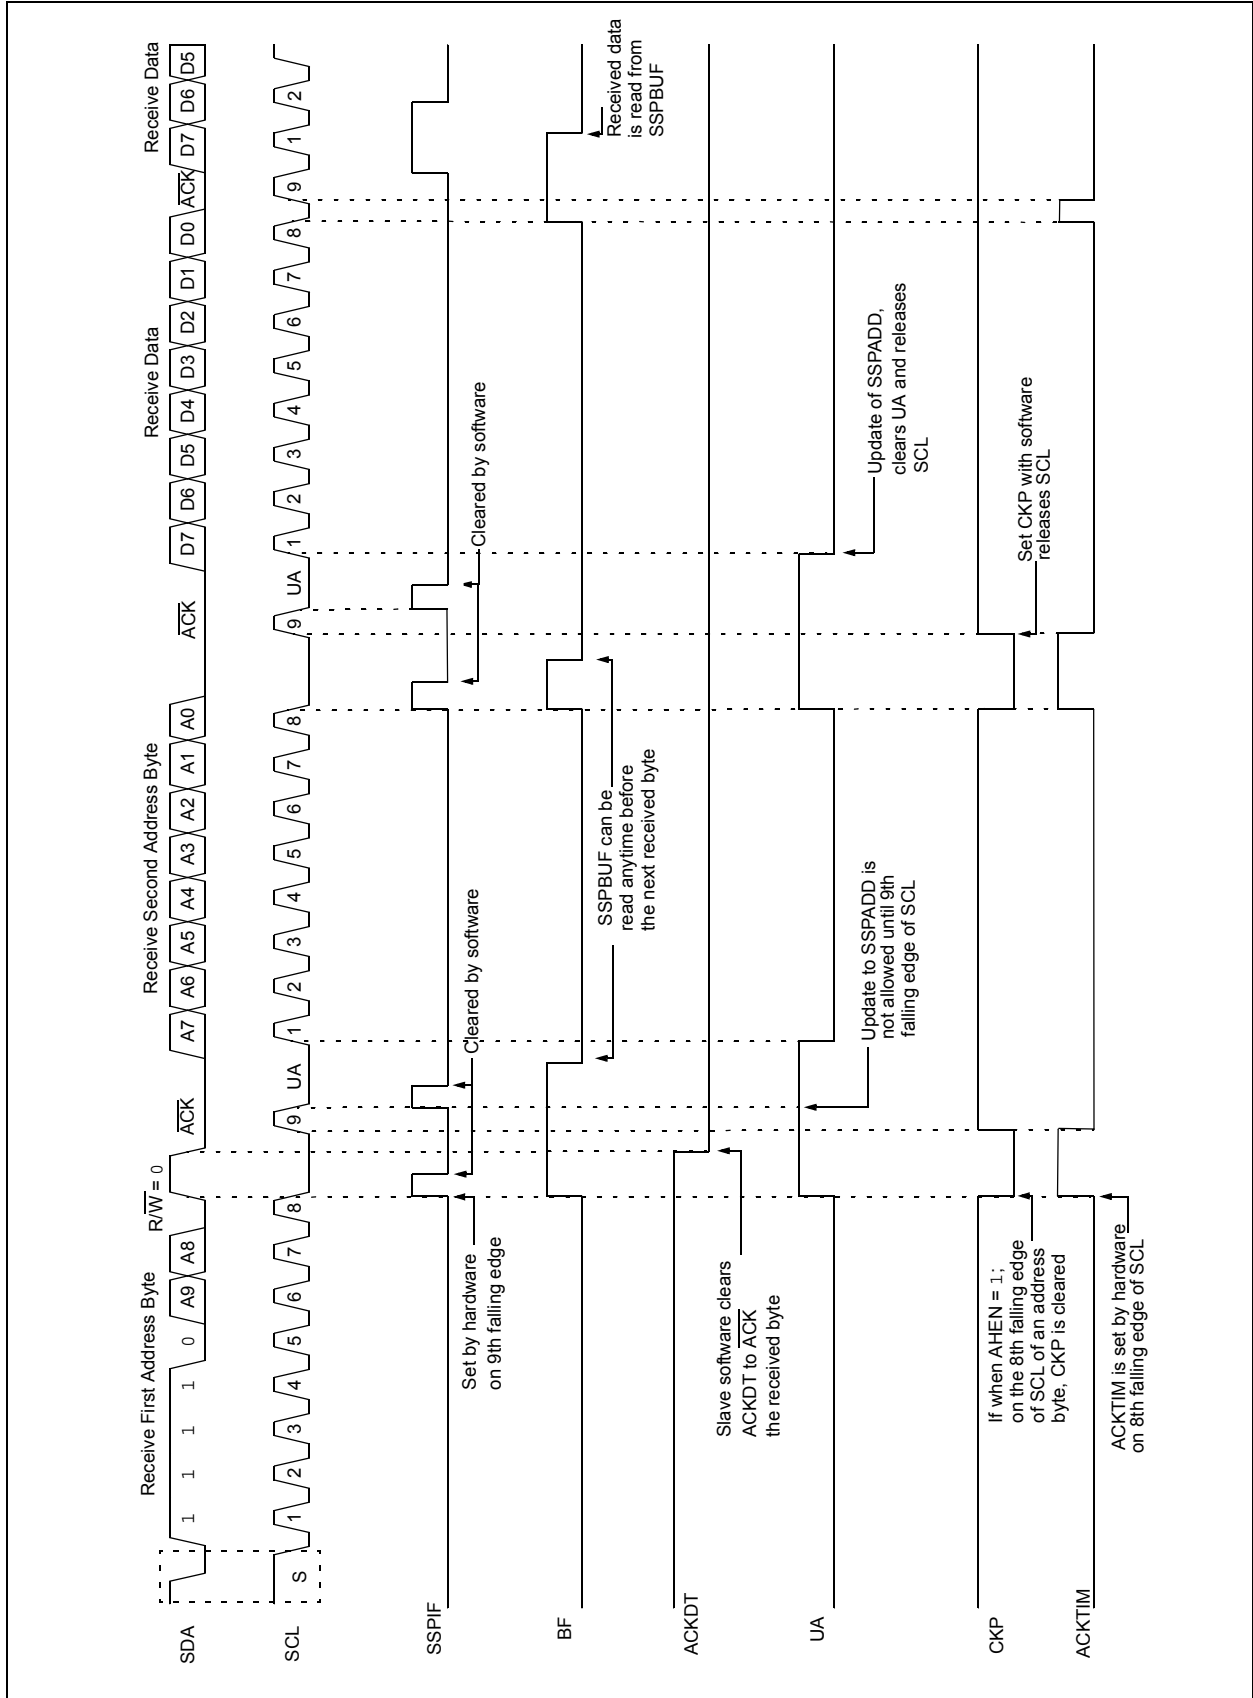 Receive First Address Byte
R/W = 0
Receive Second Address Byte
Receive Data
Receive Data
SDA
1 1 1 1 0 A9 A8
ACK
A7 A6 A5 A4 A3 A2 A1 A0
ACK
D7 D6 D5 D4 D3 D2 D1 D0
ACK
D7 D6 D5
SCL
S
1 2 3 4 5 6 7 8 9 UA 1 2 3 4 5 6 7 8 9 UA 1 2 3 4 5 6 7 8 9 1 2
SSPIF
Set by hardware
on 9th falling edge
Cleared by software
Cleared by software
BF
SSPBUF can be
read anytime before
the next received byte
Received data
is read from
SSPBUF
ACKDT
Slave software clears
ACKDT to ACK
the received byte
UA
Update to SSPADD is
not allowed until 9th
falling edge of SCL
Update of SSPADD,
clears UA and releases
SCL
CKP
If when AHEN = 1;
on the 8th falling edge
of SCL of an address
byte, CKP is cleared
Set CKP with software
releases SCL
ACKTIM
ACKTIM is set by hardware
on 8th falling edge of SCL